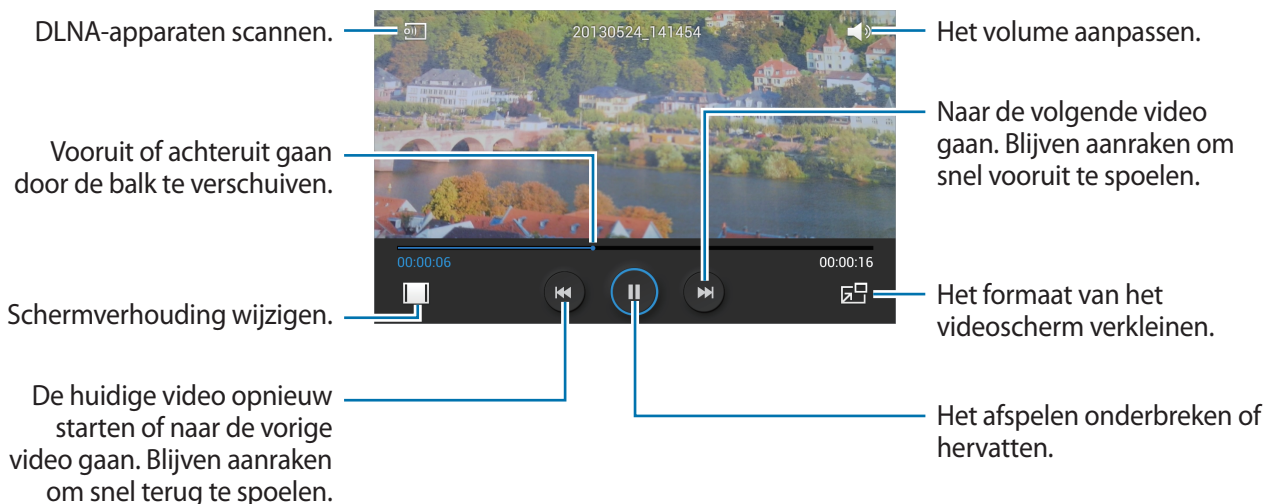 DLNA-apparaten scannen.
20130524_141454
Het volume aanpassen.
Naar de volgende video
gaan. Blijven aanraken om
snel vooruit te spoelen.
Vooruit of achteruit gaan
door de balk te verschuiven.
00:00:06
00:00:16
Schermverhouding wijzigen.
Het formaat van het
videoscherm verkleinen.
De huidige video opnieuw
starten of naar de vorige
video gaan. Blijven aanraken
om snel terug te spoelen.
Het afspelen onderbreken of
hervatten.